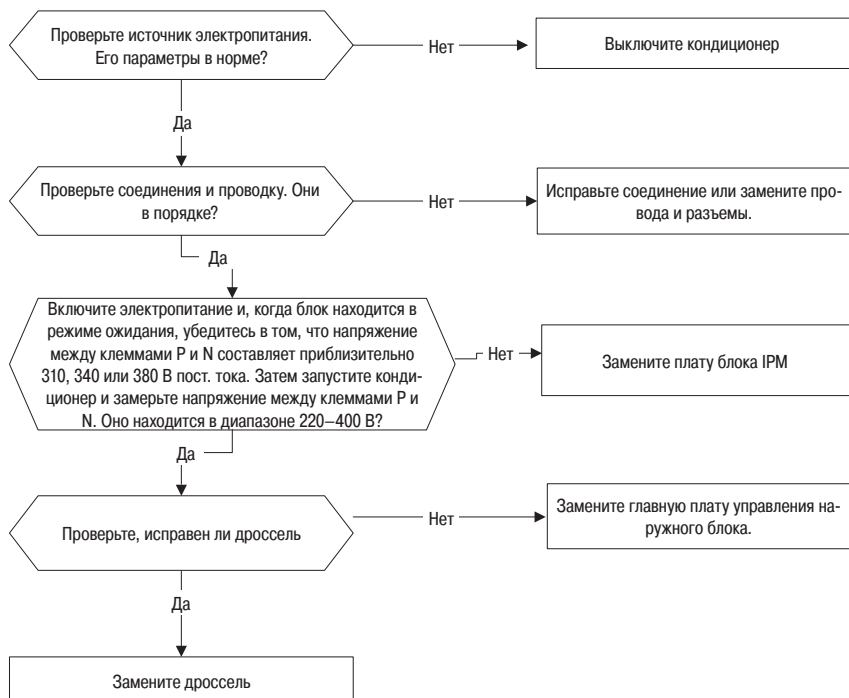 Проверьте источник электропитания.
Его параметры в норме?
Нет
Выключите кондиционер
Да
Проверьте соединения и проводку. Они
в порядке?
Нет
Исправьте соединение или замените про-
вода и разъемы.
Да
Включите электропитание и, когда блок находится в
режиме ожидания, убедитесь в том, что напряжение
между клеммами P и N составляет приблизительно
310, 340 или 380 В пост. тока. Затем запустите конди-
ционер и замерьте напряжение между клеммами P и
N. Оно находится в диапазоне 220–400 В?
Нет
Замените плату блока IPM
Да
Проверьте, исправен ли дроссель
Нет
Замените главную плату управления на-
ружного блока.
Да
Замените дроссель